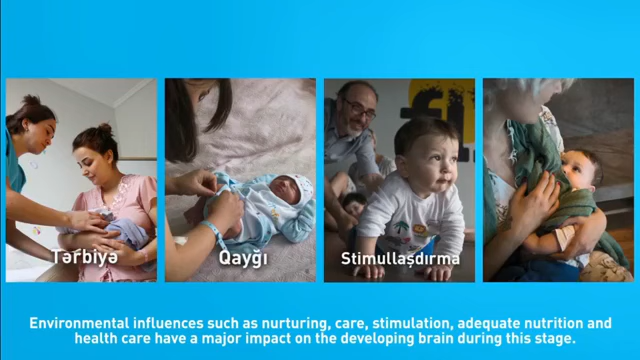 Tərbiyə
Qayğı
Stimullaşdırma
Environmental influences such as nurturing, care, stimulation, adequate nutrition and
health care have a major impact on the developing brain during this stage.